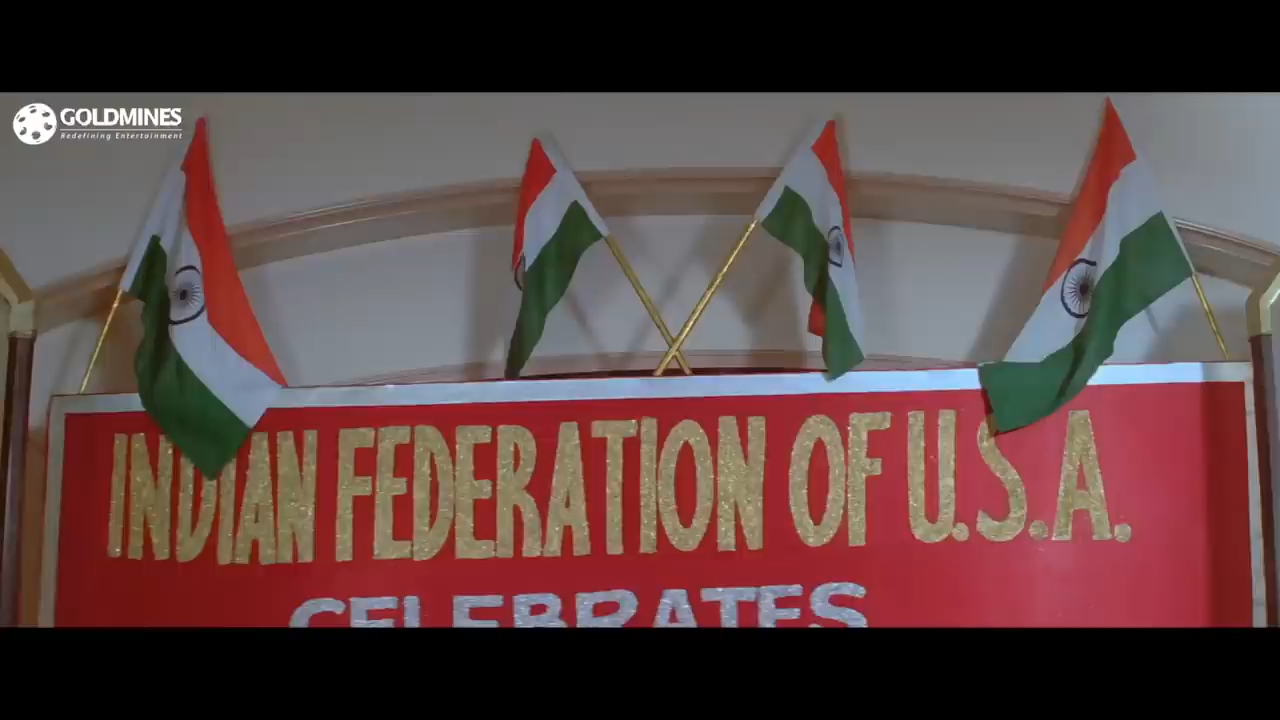 GOLDMINES
Redefining Entertainment
INDIAN FEDERATION OF U.S.A.
CELEBRATES